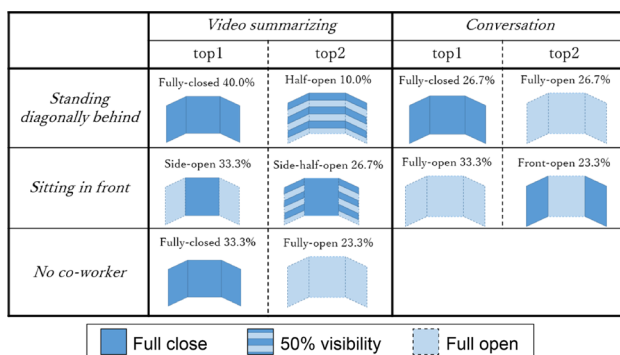 Video summarizing Conversation
top1 top2 top1 top2
Standing diagonally behind
Fully-closed 40.0% Half-open 10.0% Fully-closed 26.7% Fully-open 26.7%
Sitting in front
Side-open 33.3% Side-half-open 26.7% Fully-open 33.3% Front-open 23.3%
No co-worker
Fully-closed 33.3% Fully-open 23.3%
Full close 50% visibility Full open